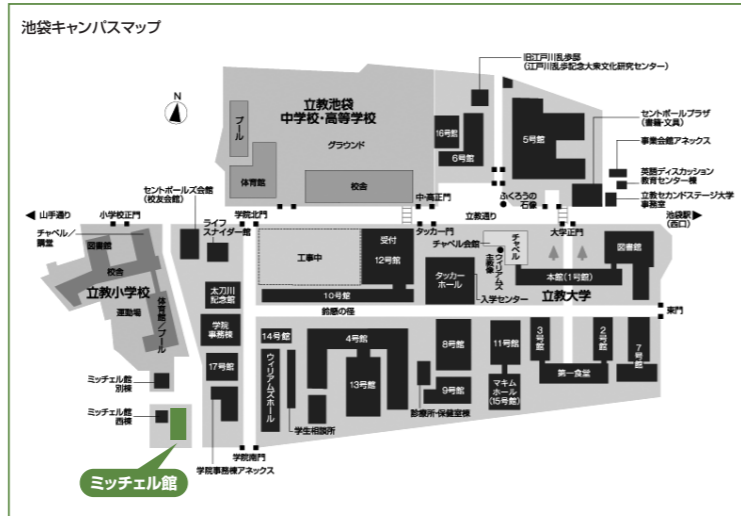 池袋キャンパスマップ
旧江戸川乱歩邸
(江戸川乱歩記念大衆文化研究センター)
N
立教池袋
中学校・高等学校
プール
グラウンド
体育館
校舎
16号館
6号館
5号館
セントポールプラザ
(書籍・文具)
事業会館アネックス
英語ディスカッション
教育センター棟
立教セカンドステージ大学
事務室
セントポールズ会館
(校友会館)
中・高正門
ふくろうの
石像
山手通り
小学校正門
学院北門
タッカー門
立教通り
大学正門
池袋駅
(西口)
チャペル/
講堂
図書館
校舎
立教小学校
運動場
体育館/プール
ライフ
スナイダー館
工事中
受付
12号館
チャペル会館
チャペル
ウィリアムズ
主教像
図書館
太刀川
記念館
10号館
タッカー
ホール
本館(1号館)
入学センター
立教大学
鈴懸の径
東門
学院
事務棟
14号館
4号館
8号館
11号館
3号館
2号館
7号館
17号館
ウィリアムズホール
13号館
9号館
マキム
ホール
(15号館)
第一食堂
ミッチェル館
別棟
ミッチェル館
西棟
診療所・保健室棟
学生相談所
学院南門
学院事務棟アネックス
ミッチェル館